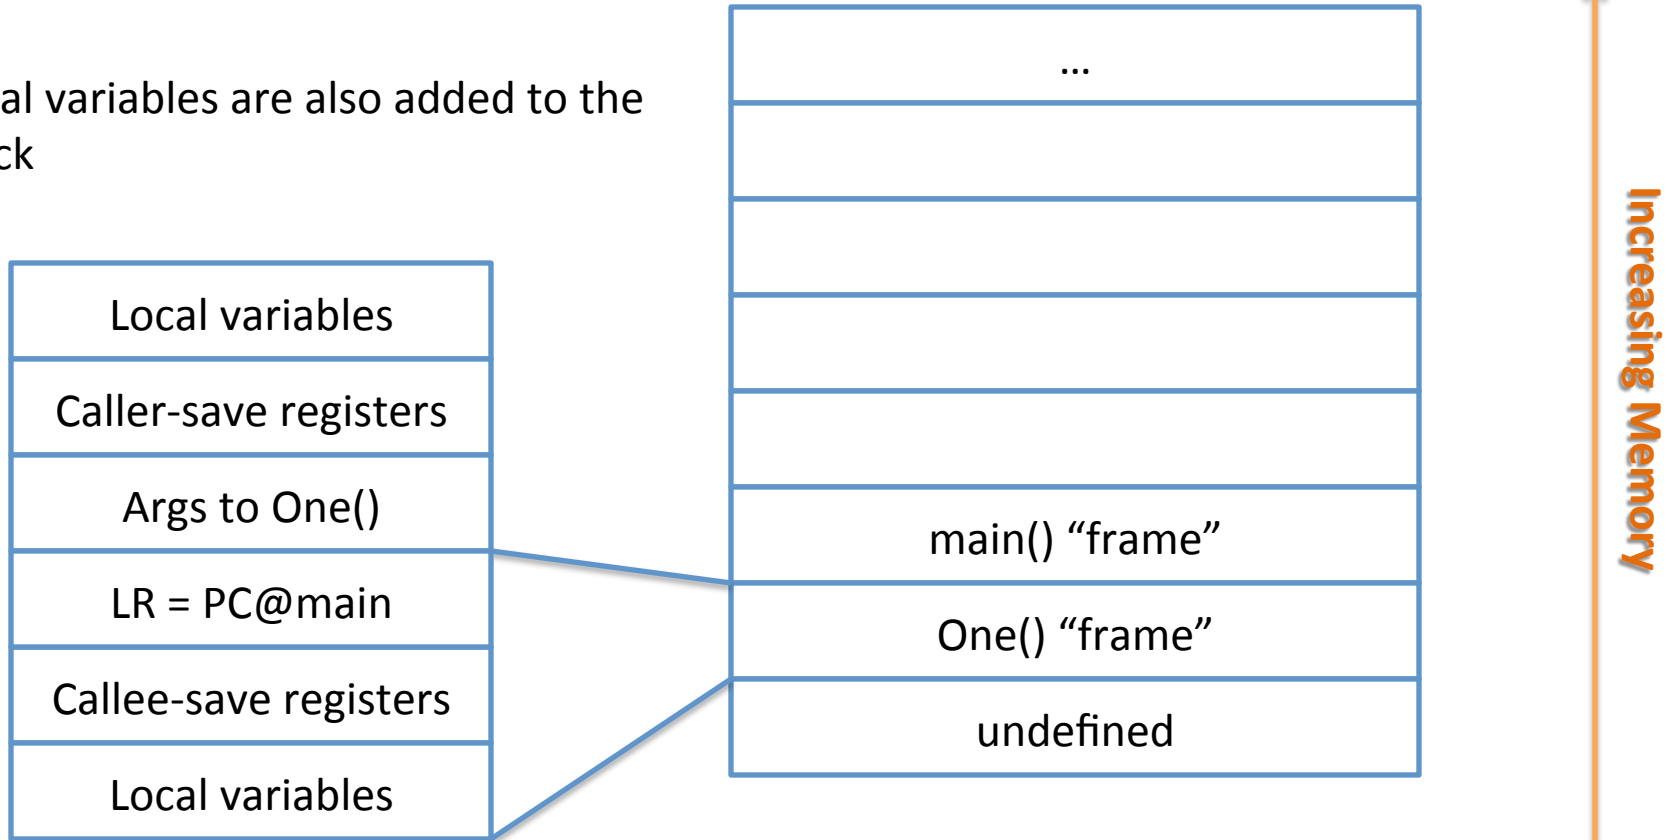 al variables are also added to the
ck
Local variables
Caller-save registers
Args to One()
LR = PC@main
Callee-save registers
Local variables
...
main() “frame”
One() “frame”
undefined
Increasing Memory